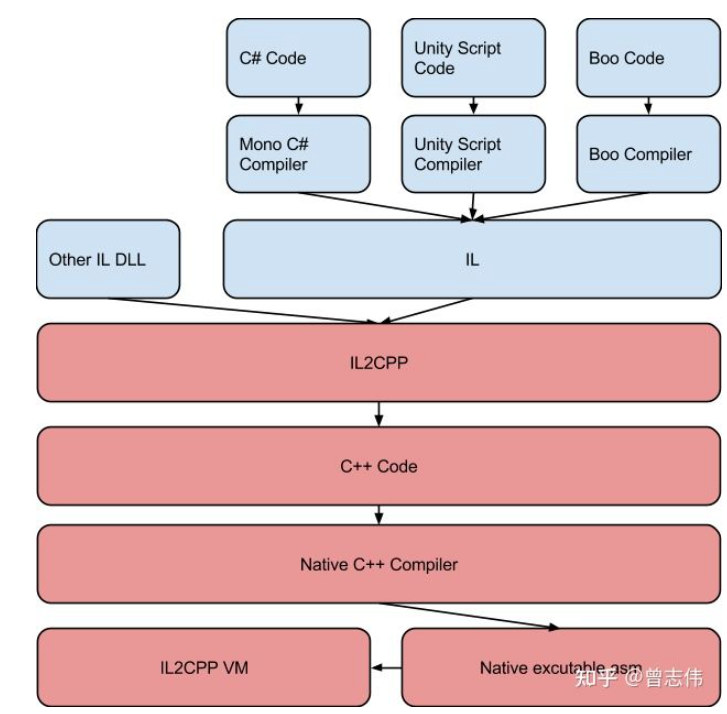 C# Code
Unity Script
Code
Boo Code
Mono C#
Compiler
Unity Script
Compiler
Boo Compiler
Other IL DLL
IL
IL2CPP
C++ Code
Native C++ Compiler
IL2CPP VM
Native excutable asm
知乎 @曾志伟